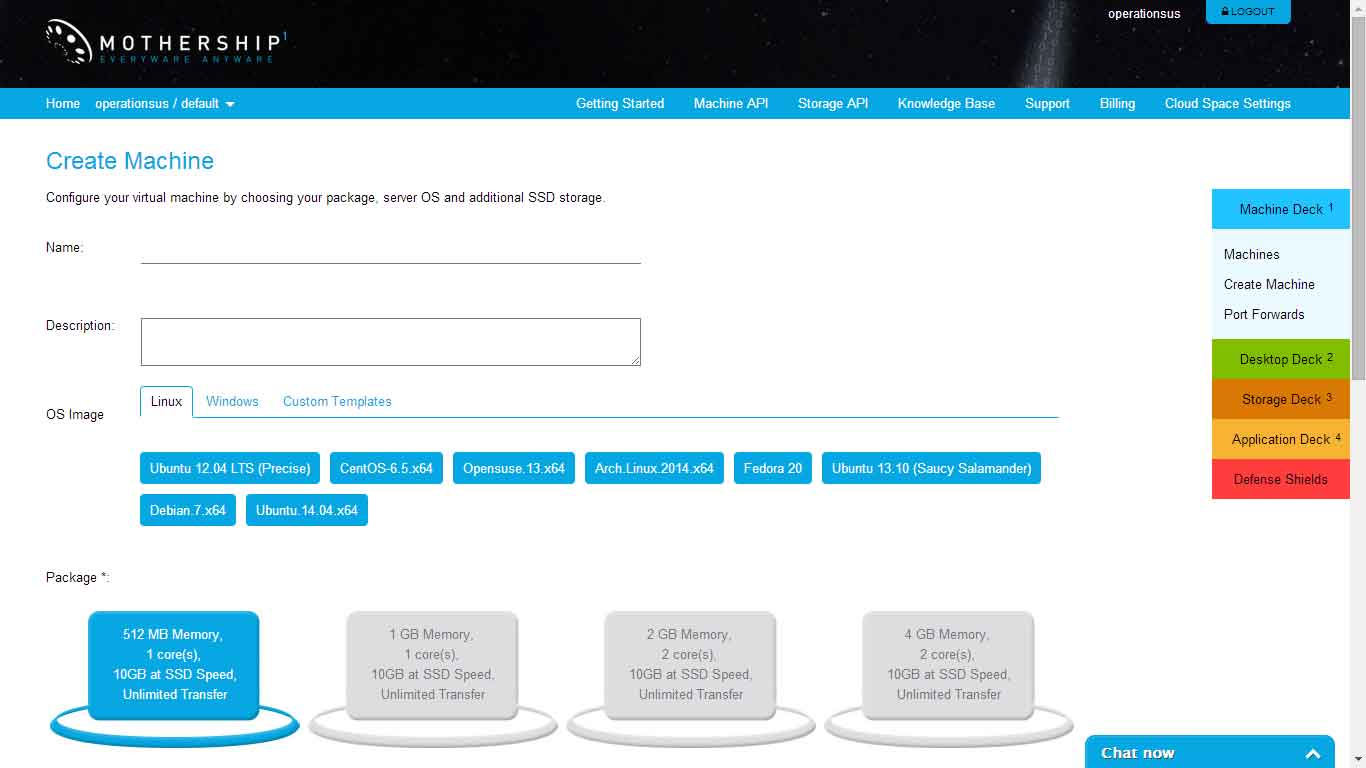 operationsus
LOGOUT
MOTHERSHIP1
EVERYWARE ANYWARE
Home operationsus / default Getting Started Machine API Storage API Knowledge Base Support Billing Cloud Space Settings
Create Machine
Configure your virtual machine by choosing your package, server OS and additional SSD storage.
Name:
Description:
OS Image
Linux Windows Custom Templates
Ubuntu 12.04 LTS (Precise) CentOS-6.5.x64 Opensuse.13.x64 Arch.Linux.2014.x64 Fedora 20 Ubuntu 13.10 (Saucy Salamander)
Debian.7.x64 Ubuntu.14.04.x64
Package *:
512 MB Memory,
1 core(s),
10GB at SSD Speed,
Unlimited Transfer
1 GB Memory,
1 core(s),
10GB at SSD Speed,
Unlimited Transfer
2 GB Memory,
2 core(s),
10GB at SSD Speed,
Unlimited Transfer
4 GB Memory,
2 core(s),
10GB at SSD Speed,
Unlimited Transfer
Machine Deck 1
Machines
Create Machine
Port Forwards
Desktop Deck 2
Storage Deck 3
Application Deck 4
Defense Shields
Chat now